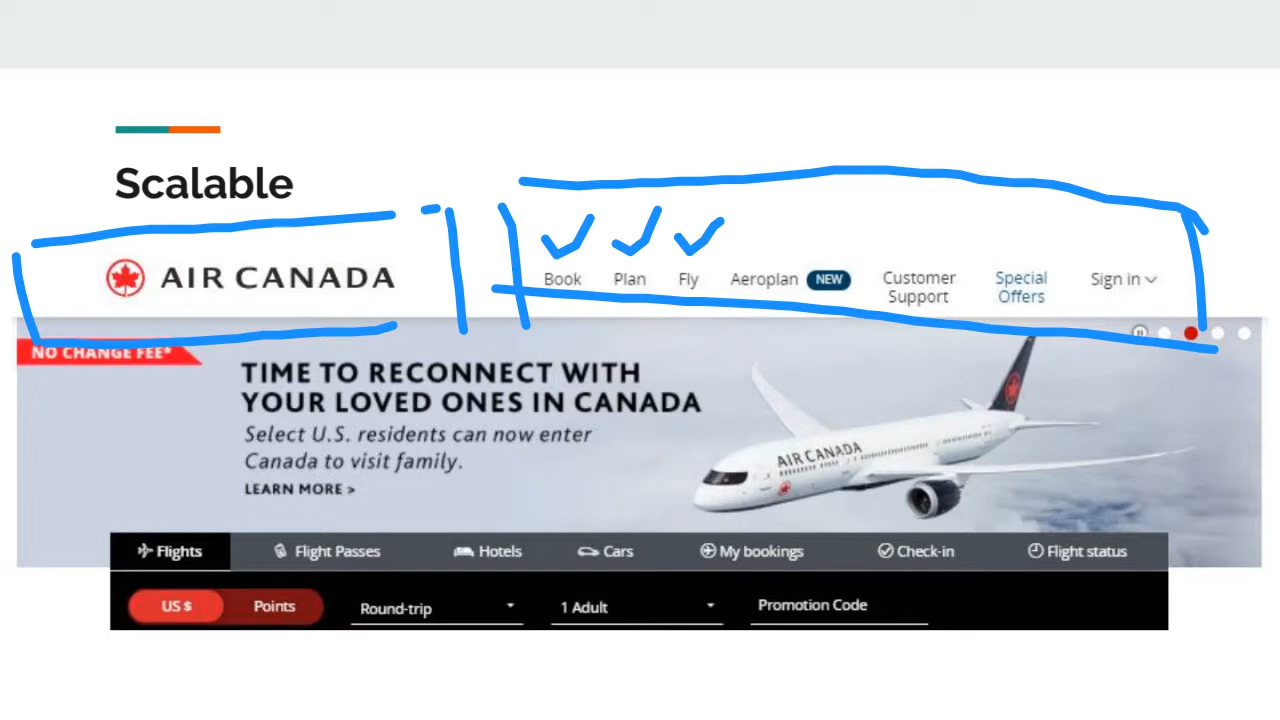 Scalable
AIR CANADA
Book Plan Fly Aeroplan NEW Customer Support Special Offers Sign in
NO CHANGE FEE*
TIME TO RECONNECT WITH
YOUR LOVED ONES IN CANADA
Select U.S. residents can now enter
Canada to visit family.
LEARN MORE >
AIR CANADA
Flights Flight Passes Hotels Cars My bookings Check-in Flight status
US $ Points Round-trip 1 Adult Promotion Code